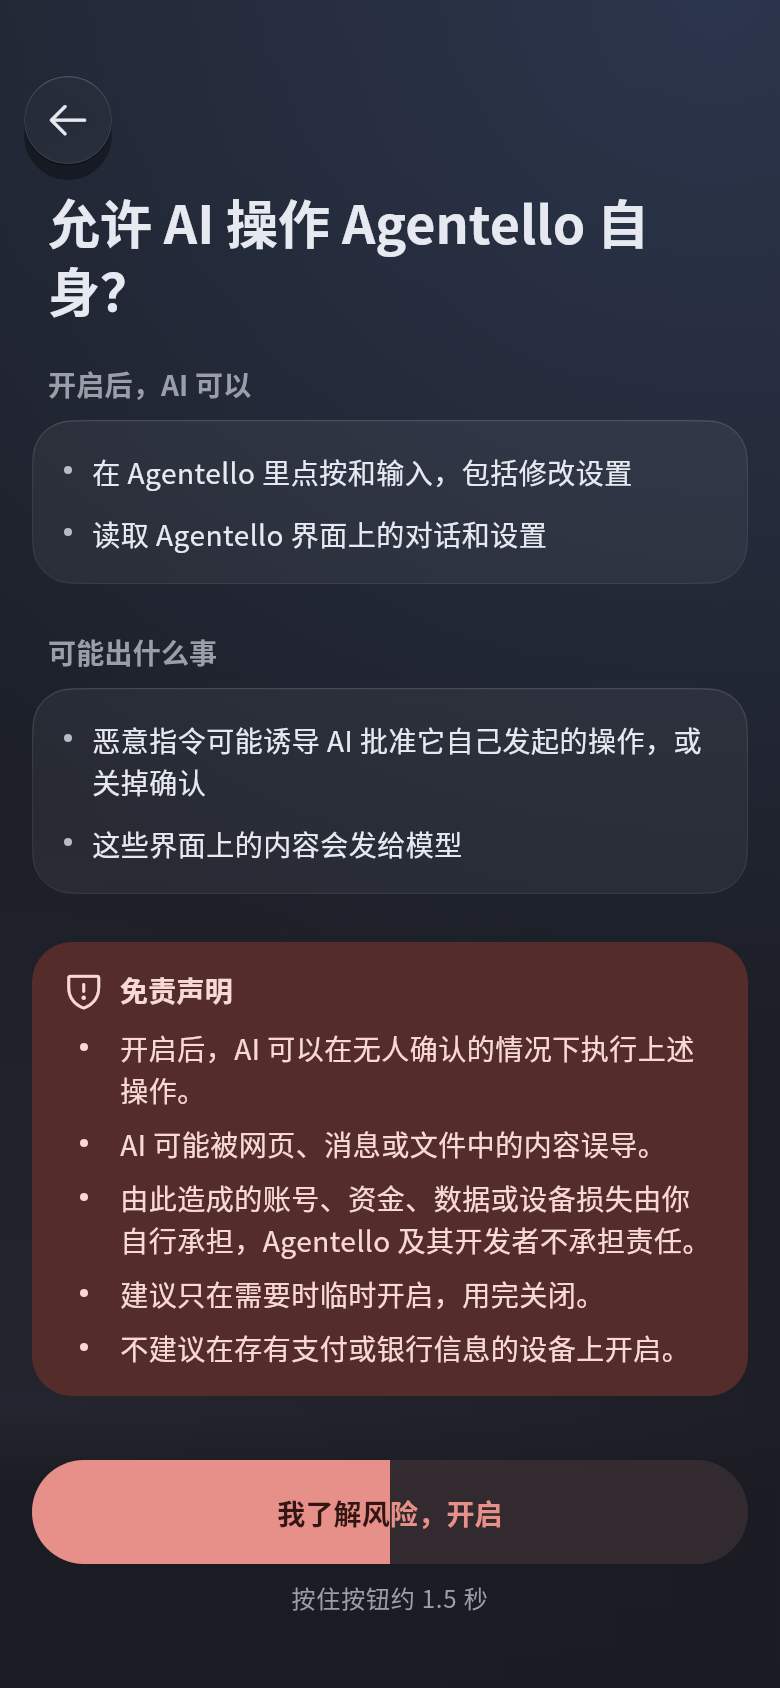 允许 AI 操作 Agentello 自
身？
开启后，AI 可以
在 Agentello 里点按和输入，包括修改设置
读取 Agentello 界面上的对话和设置
可能出什么事
恶意指令可能诱导 AI 批准它自己发起的操作，或
关掉确认
这些界面上的内容会发给模型
免责声明
开启后，AI 可以在无人确认的情况下执行上述
操作。
AI 可能被网页、消息或文件中的内容误导。
由此造成的账号、资金、数据或设备损失由你
自行承担，Agentello 及其开发者不承担责任。
建议只在需要时临时开启，用完关闭。
不建议在存有支付或银行信息的设备上开启。
我了解风险，开启
按住按钮约 1.5 秒